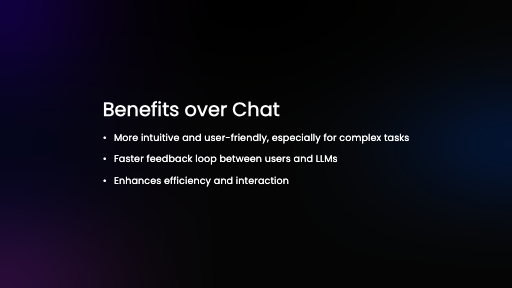 Benefits over Chat
• More intuitive and user-friendly, especially for complex tasks
• Faster feedback loop between users and LLMs
• Enhances efficiency and interaction